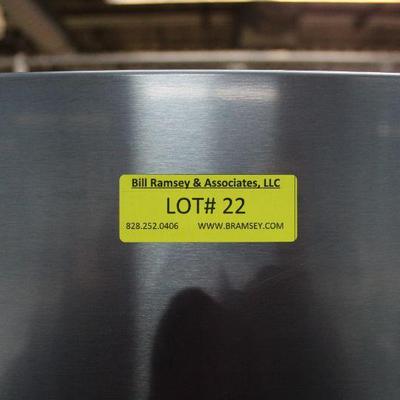 Bill Ramsey & Associates, LLC
LOT# 22
828.252.0406 WWW.BRAMSEY.COM